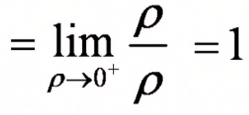 = lim ρ→0⁺ ρ/ρ = 1